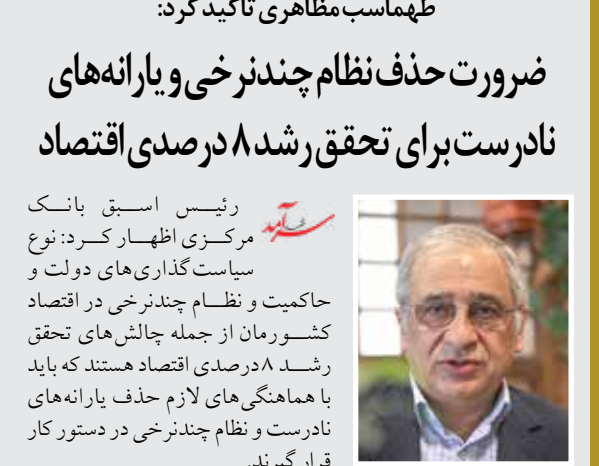 طهماسب مظاهری تاکید کرد:
ضرورت حذف نظام چندنرخی و یارانه‌های
نادرست برای تحقق رشد ۸ درصدی اقتصاد
سرآمد
رئیس اسبق بانک
مرکزی اظهار کرد: نوع
سیاست‌گذاری‌های دولت و
حاکمیت و نظام چندنرخی در اقتصاد
کشورمان از جمله چالش‌های تحقق
رشد ۸درصدی اقتصاد هستند که باید
با هماهنگی‌های لازم حذف یارانه‌های
نادرست و نظام چندنرخی در دستور کار
قرار گیرند.